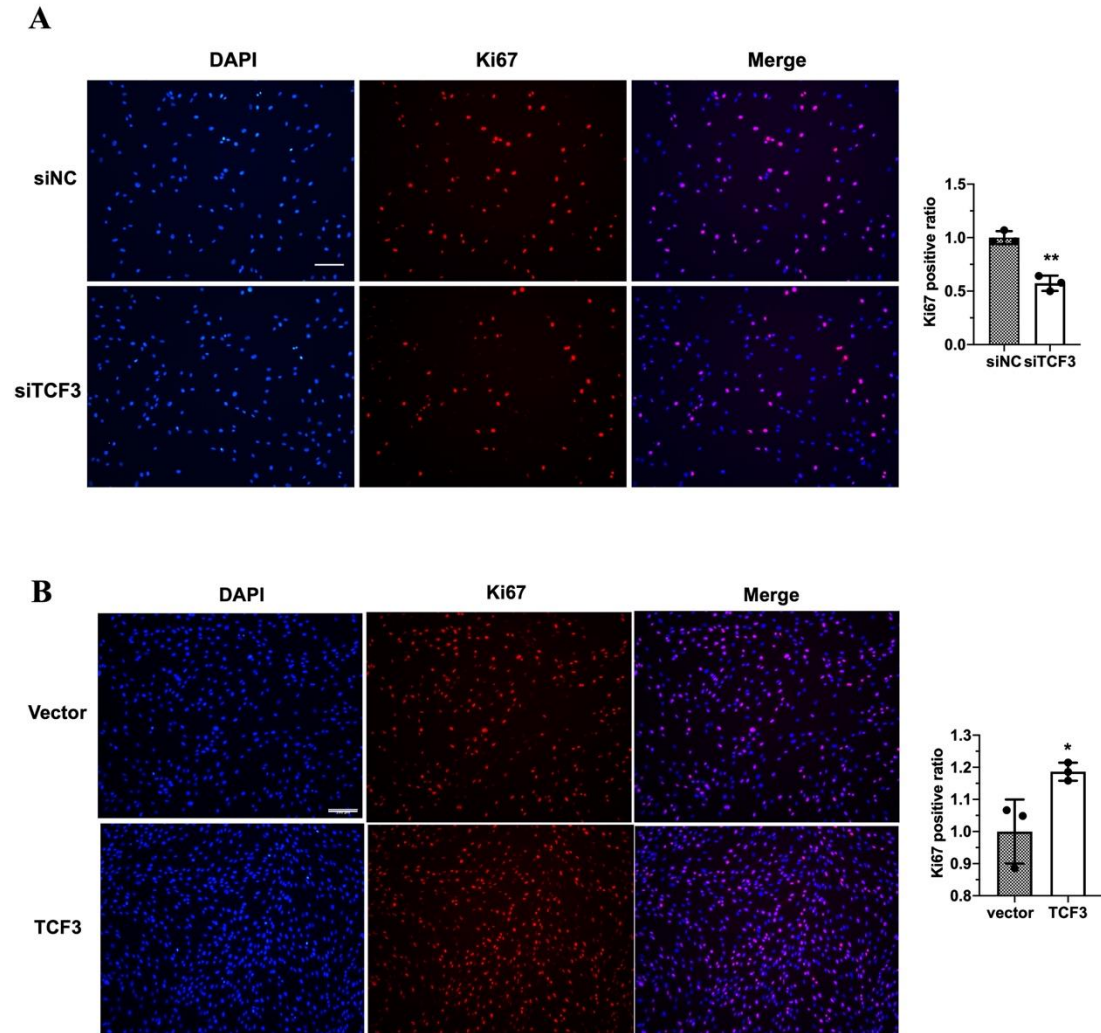 A
DAPI Ki67 Merge
siNC
siTCF3
Ki67 positive ratio
1.5
1.0
0.5
0.0
**
siNC siTCF3
B
DAPI Ki67 Merge
Vector
TCF3
Ki67 positive ratio
1.3
1.2
1.1
1.0
0.9
0.8
*
vector TCF3